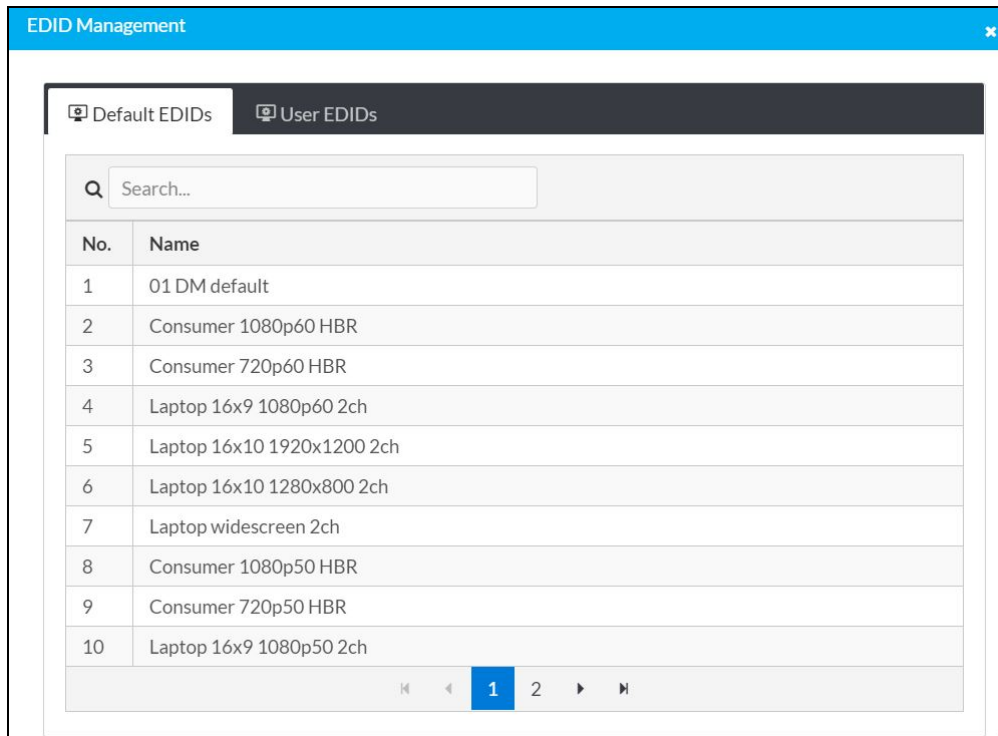 EDID Management
Default EDIDs User EDIDs
Search...
No. Name
1 01 DM default
2 Consumer 1080p60 HBR
3 Consumer 720p60 HBR
4 Laptop 16x9 1080p60 2ch
5 Laptop 16x10 1920x1200 2ch
6 Laptop 16x10 1280x800 2ch
7 Laptop widescreen 2ch
8 Consumer 1080p50 HBR
9 Consumer 720p50 HBR
10 Laptop 16x9 1080p50 2ch
1 2